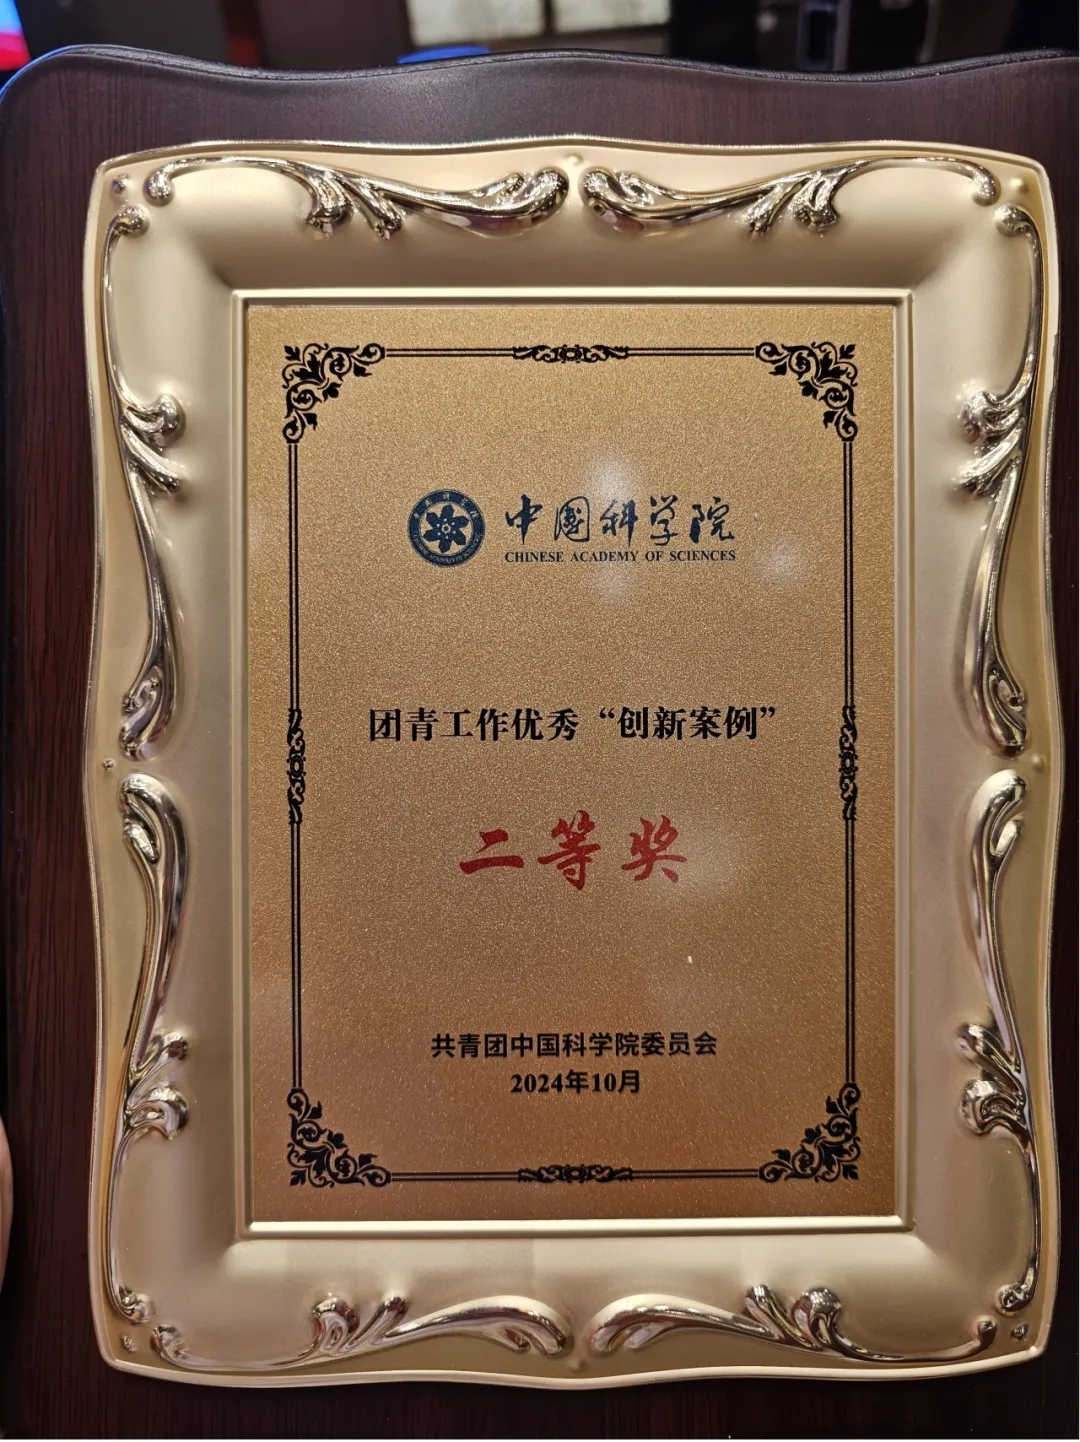 中国科学院
CHINESE ACADEMY OF SCIENCES
团青工作优秀“创新案例”
二等奖
共青团中国科学院委员会
2024年10月